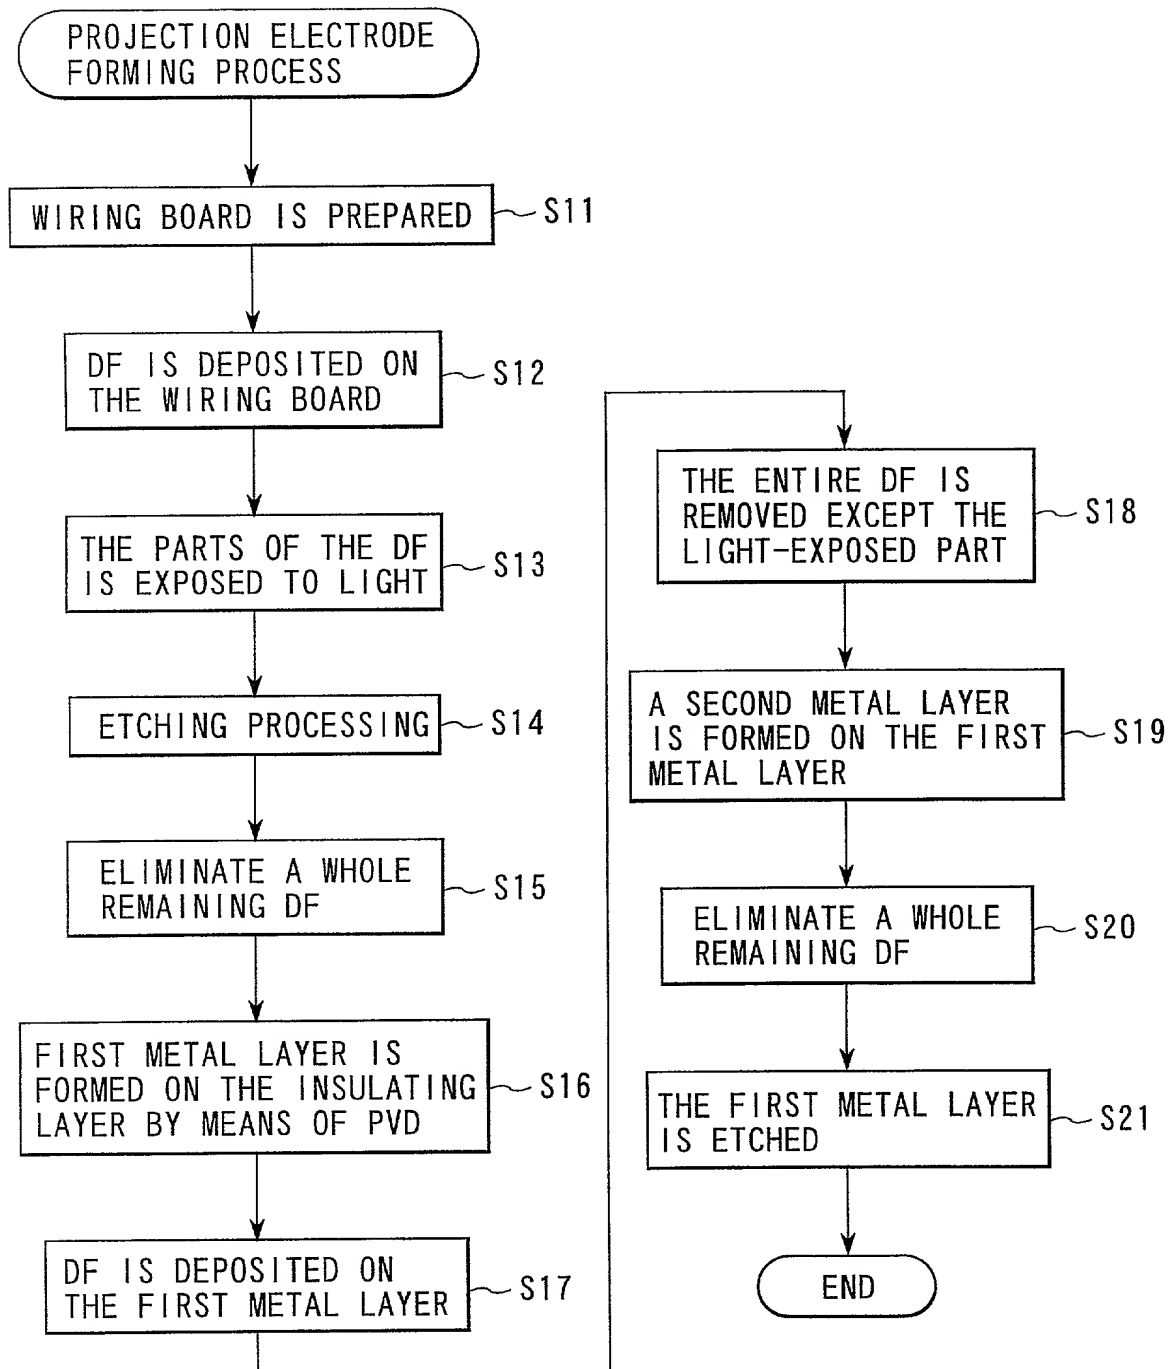 PROJECTION ELECTRODE
FORMING PROCESS
WIRING BOARD IS PREPARED
S11
DF IS DEPOSITED ON
THE WIRING BOARD
S12
THE PARTS OF THE DF
IS EXPOSED TO LIGHT
S13
ETCHING PROCESSING
S14
ELIMINATE A WHOLE
REMAINING DF
S15
FIRST METAL LAYER IS
FORMED ON THE INSULATING
LAYER BY MEANS OF PVD
S16
DF IS DEPOSITED ON
THE FIRST METAL LAYER
S17
THE ENTIRE DF IS
REMOVED EXCEPT THE
LIGHT-EXPOSED PART
S18
A SECOND METAL LAYER
IS FORMED ON THE FIRST
METAL LAYER
S19
ELIMINATE A WHOLE
REMAINING DF
S20
THE FIRST METAL LAYER
IS ETCHED
S21
END